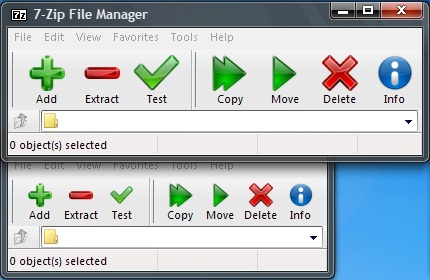 7z 7-Zip File Manager
File Edit View Favorites Tools Help
Add Extract Test Copy Move Delete Info
0 object(s) selected
File Edit View Favorites Tools Help
Add Extract Test Copy Move Delete Info
0 object(s) selected